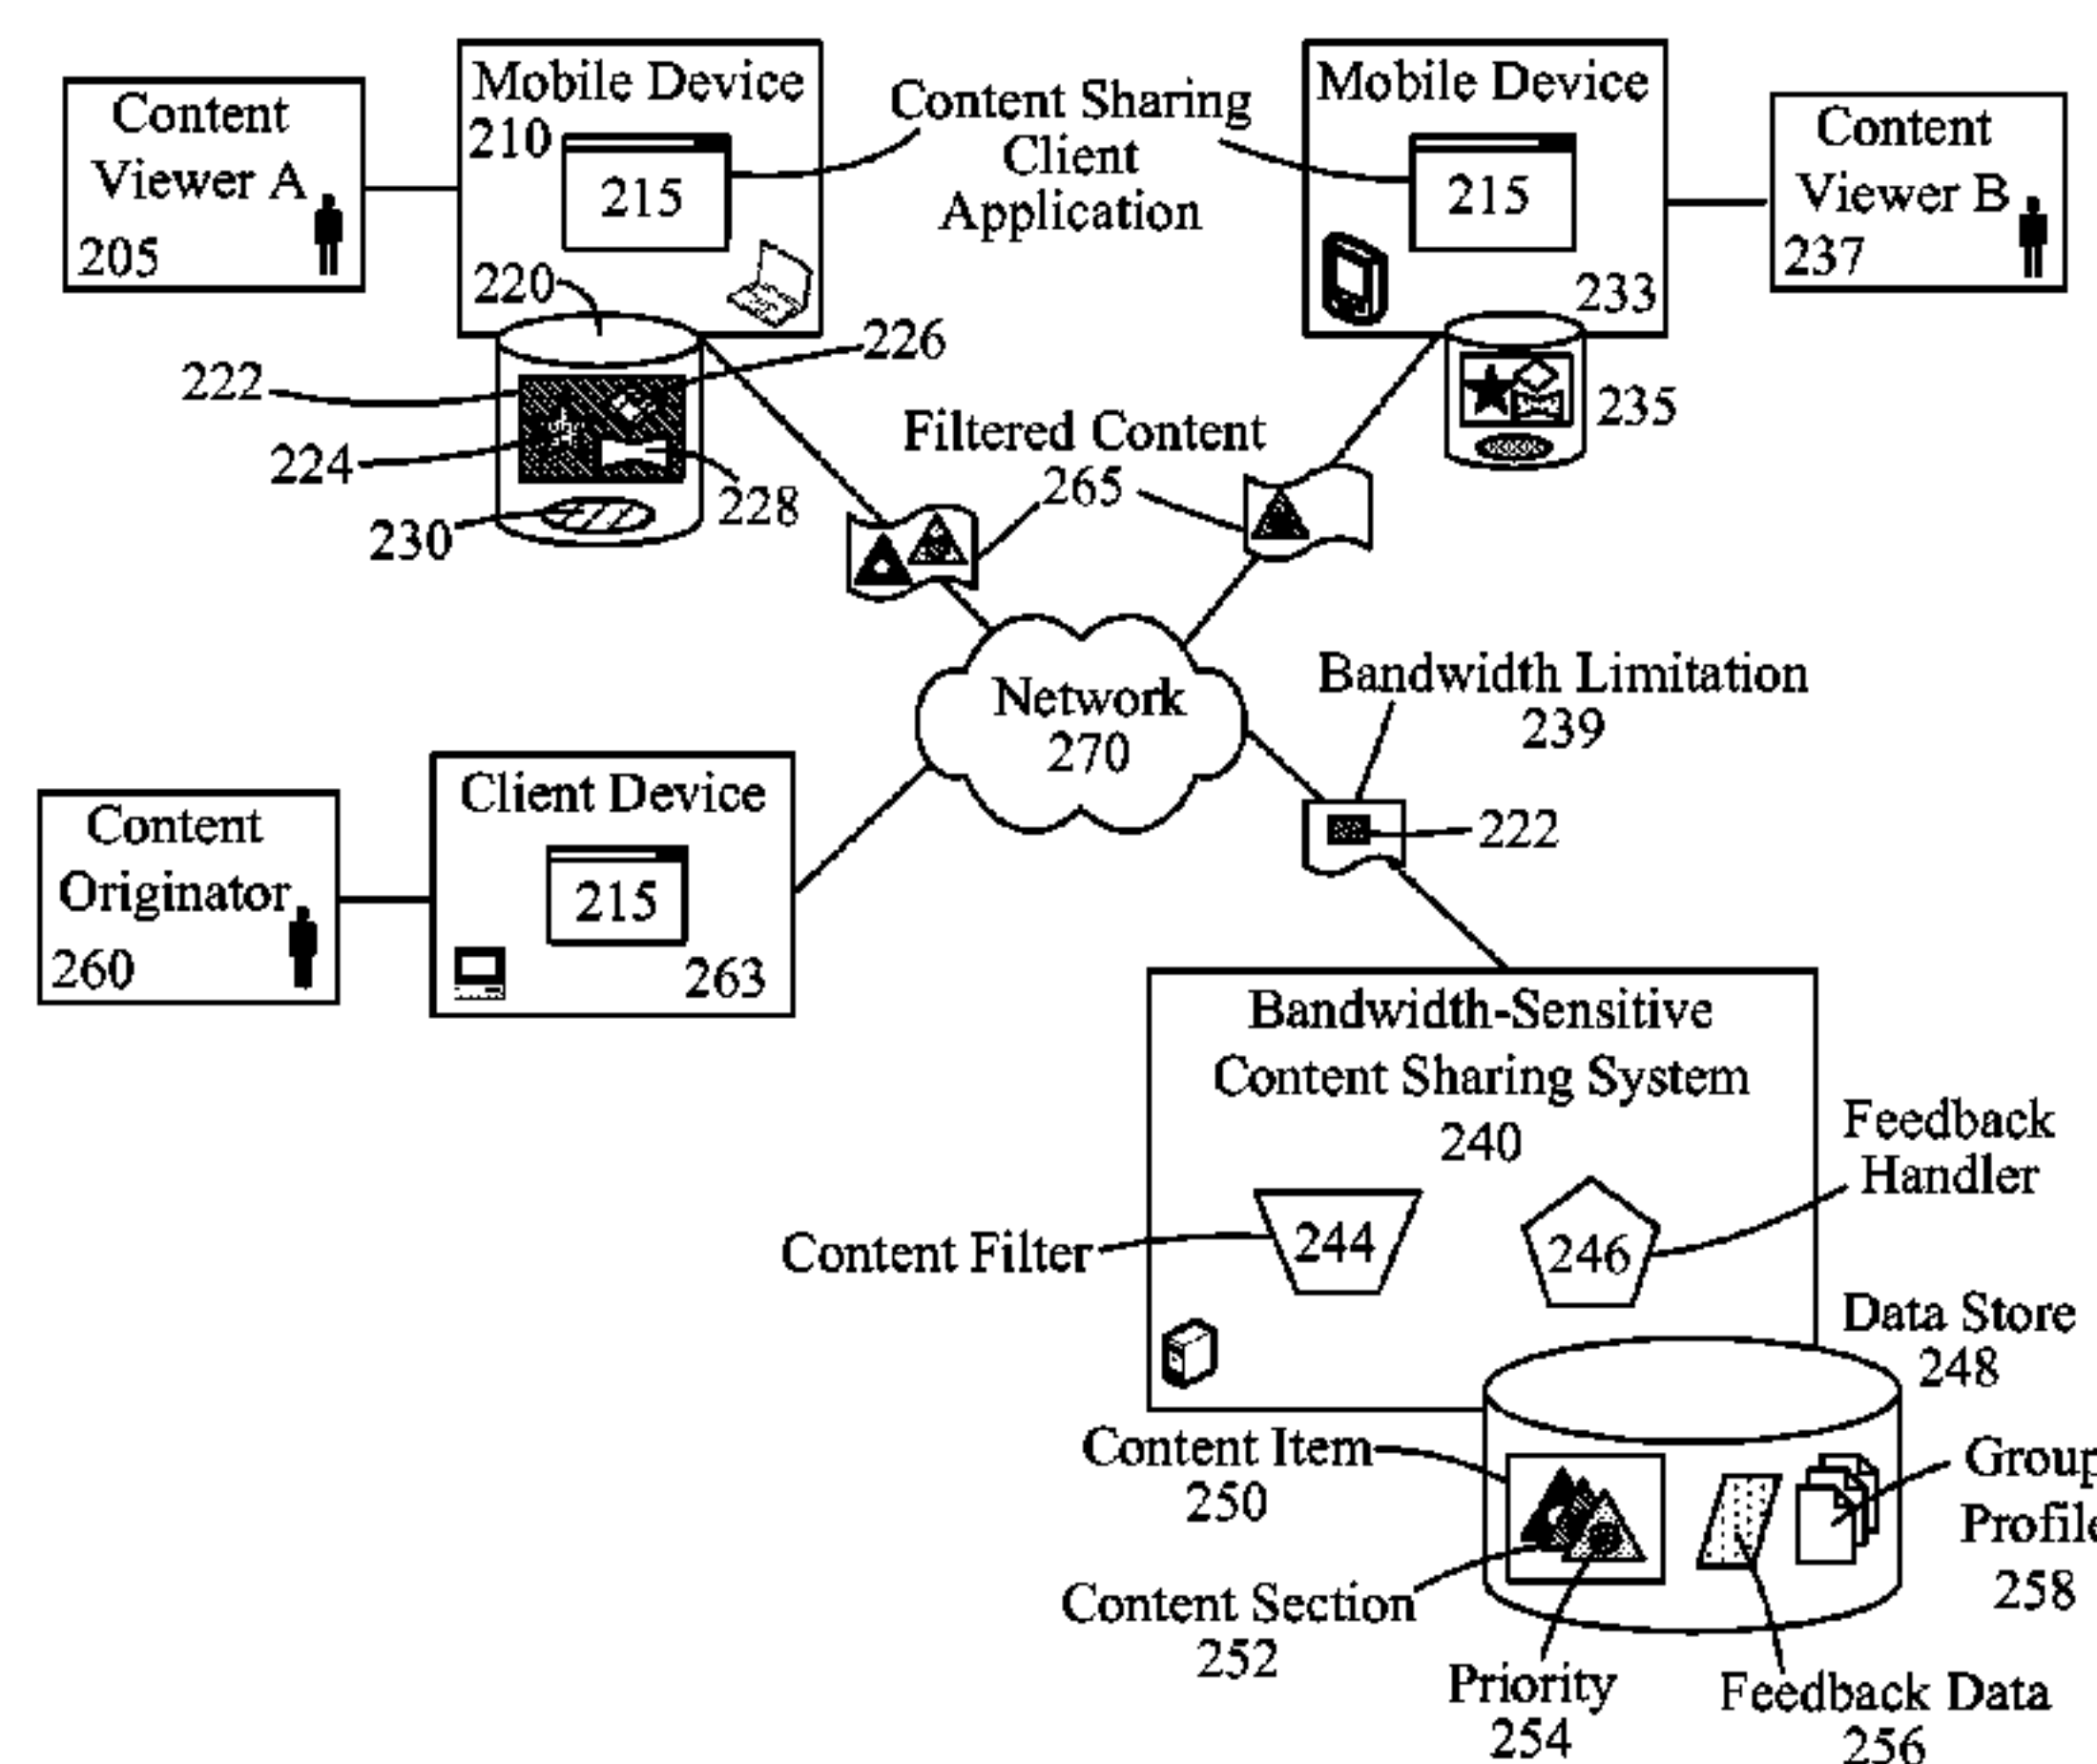 Content
Viewer A
205
Mobile Device
210
215
Content Sharing
Client
Application
Mobile Device
215
233
Content
Viewer B
237
220
222
224
226
228
230
235
Filtered Content
265
Network
270
Bandwidth Limitation
239
222
Content
Originator
260
Client Device
215
263
Bandwidth-Sensitive
Content Sharing System
240
Content Filter
244
246
Feedback
Handler
Data Store
248
Content Item
250
Content Section
252
Priority
254
Feedback Data
256
Group
Profile
258